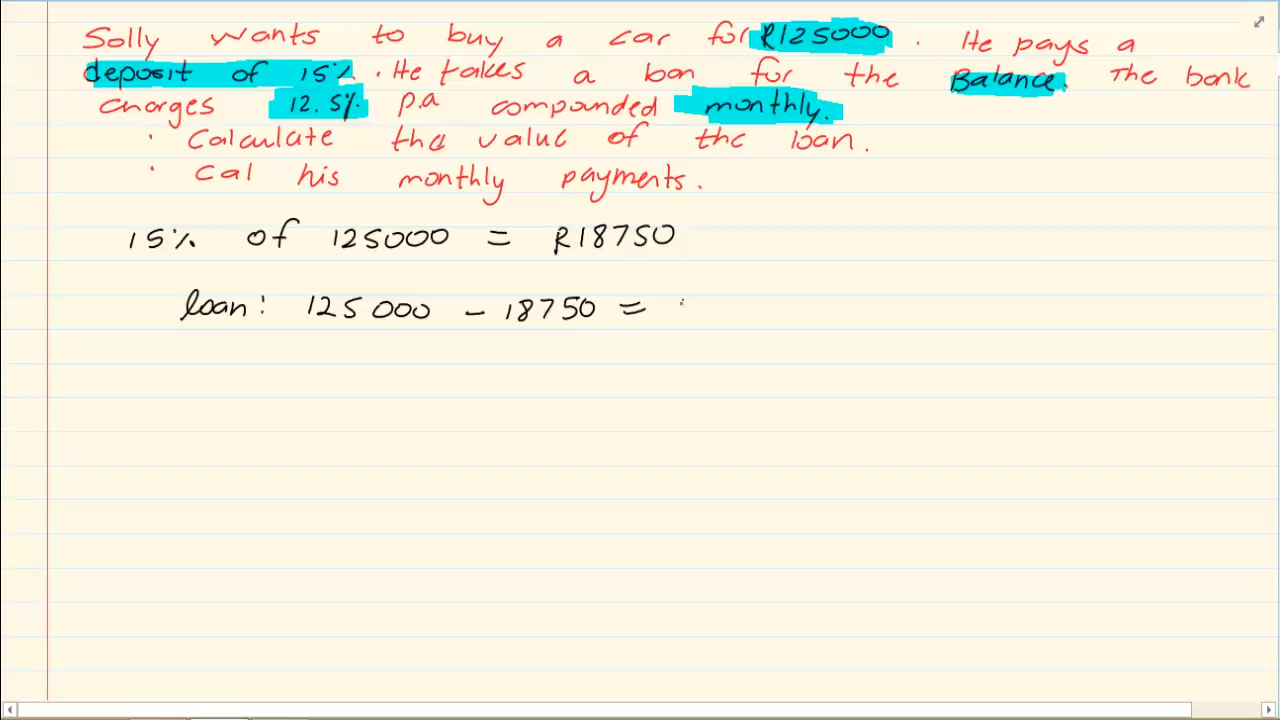 Solly wants to buy a car for R125000. He pays a
deposit of 15%. He takes a loan for the Balance. The bank
charges 12.5% p.a compounded monthly.
· Calculate the value of the loan.
· Cal his monthly payments.
15% of 125000 = R18750
loan: 125000 - 18750 =